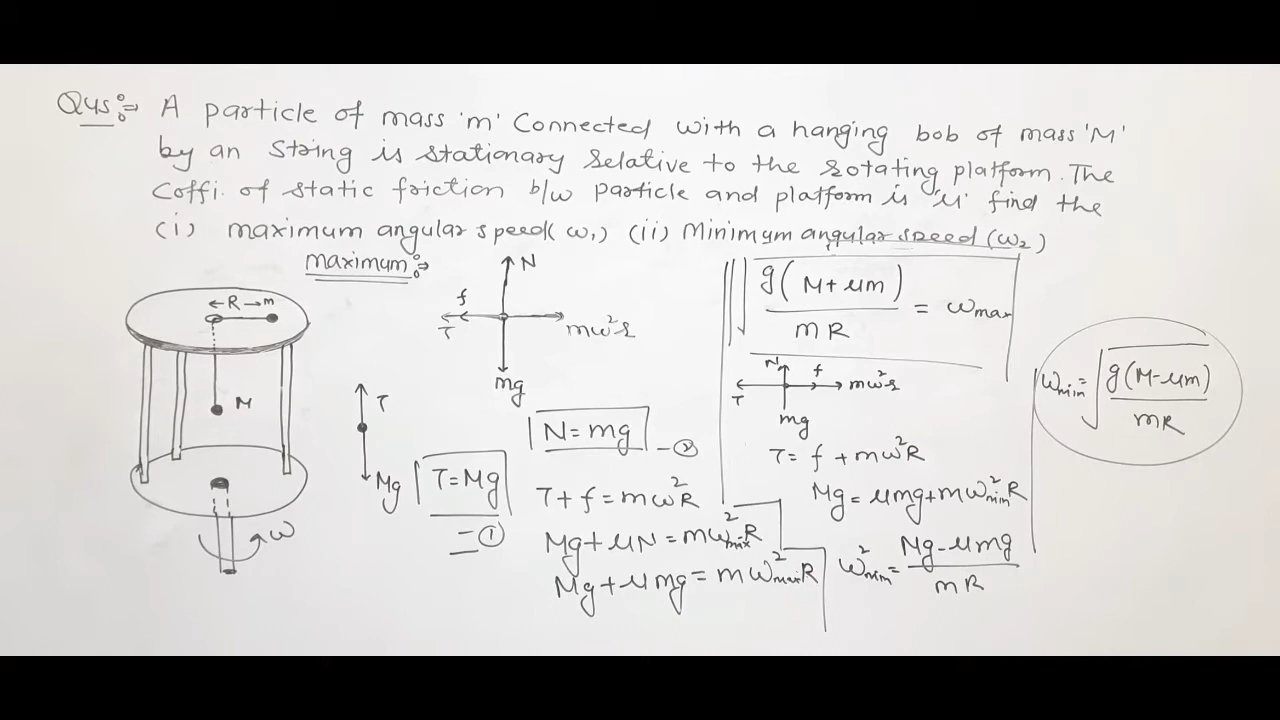 Qus:⇒ A particle of mass 'm' Connected with a hanging bob of mass 'M'
by an String is stationary relative to the rotating platform. The
Coffi. of static friction b/w particle and platform is 'μ' find the
(i) maximum angular speed (ω₁) (ii) Minimum angular speed (ω₂)
maximum:⇒
← R → m
M
ω
T
Mg
T = Mg
= ①
N
f
T
mω²r
mg
N = mg
- ②
T + f = mω²R
Mg + μN = mω²maxR
Mg + μmg = mω²maxR
√(g(M+μm)/mR) = ωmax
N
f
T
mω²r
mg
T = f + mω²R
Mg = μmg + mω²minR
ω²min = (Mg - μmg)/mR
ωmin = √(g(M-μm)/mR)